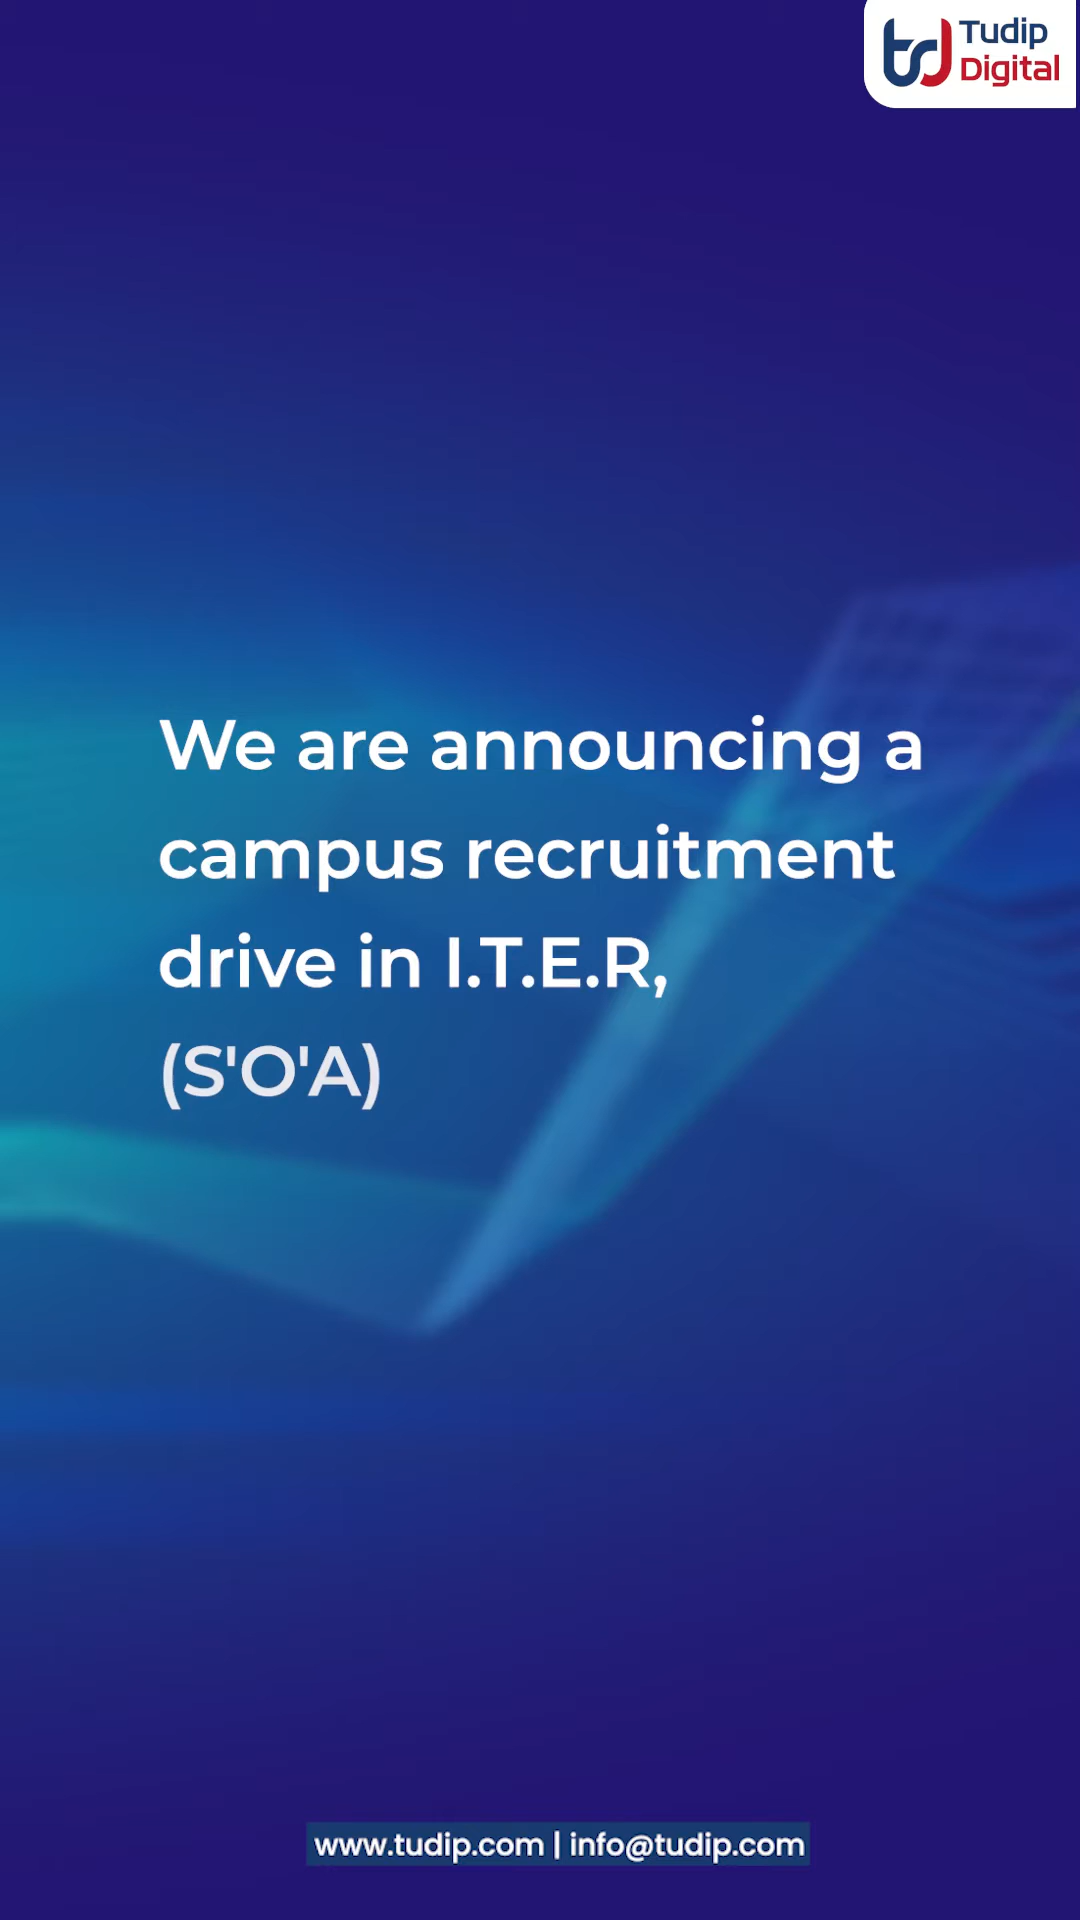 Tudip
Digital
We are announcing a
campus recruitment
drive in I.T.E.R,
(S'O'A)
www.tudip.com | info@tudip.com